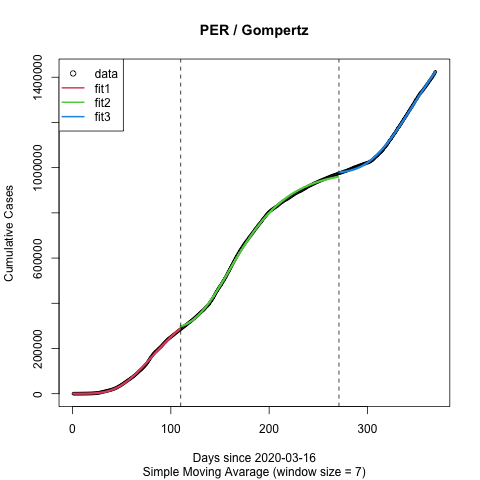 PER / Gompertz
data
fit1
fit2
fit3
Cumulative Cases
0
200000
600000
1000000
1400000
0
100
200
300
Days since 2020-03-16
Simple Moving Avarage (window size = 7)